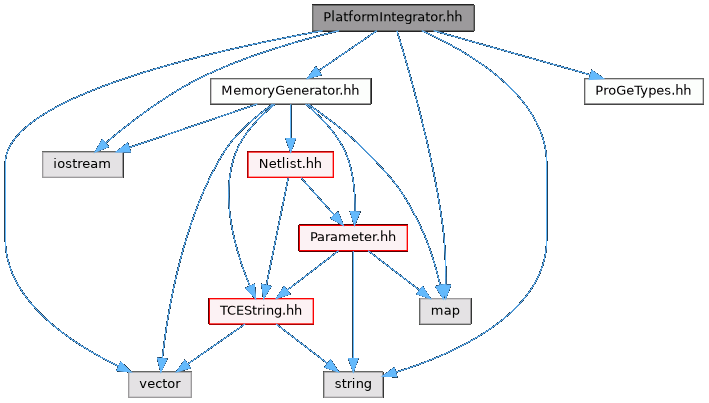 PlatformIntegrator.hh
MemoryGenerator.hh
ProGeTypes.hh
iostream
Netlist.hh
Parameter.hh
TCEString.hh
map
vector
string